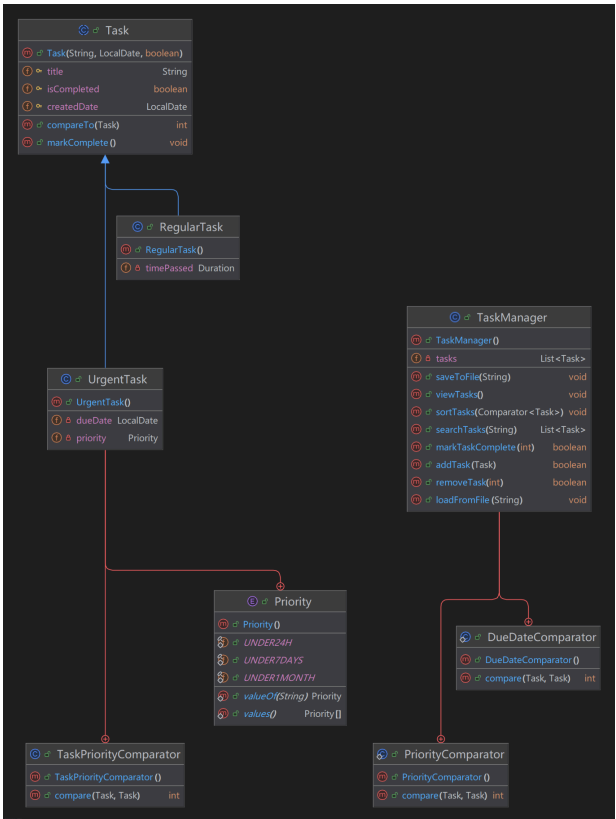 Task
Task(String, LocalDate, boolean)
title String
isCompleted boolean
createdDate LocalDate
compareTo(Task) int
markComplete() void
RegularTask
RegularTask()
timePassed Duration
TaskManager
TaskManager()
tasks List<Task>
saveToFile(String) void
viewTasks() void
sortTasks(Comparator<Task>) void
searchTasks(String) List<Task>
markTaskComplete(int) boolean
addTask(Task) boolean
removeTask(int) boolean
loadFromFile(String) void
UrgentTask
UrgentTask()
dueDate LocalDate
priority Priority
Priority
Priority()
UNDER24H
UNDER7DAYS
UNDER1MONTH
valueOf(String) Priority
values() Priority[]
DueDateComparator
DueDateComparator()
compare(Task, Task) int
TaskPriorityComparator
TaskPriorityComparator()
compare(Task, Task) int
PriorityComparator
PriorityComparator()
compare(Task, Task) int